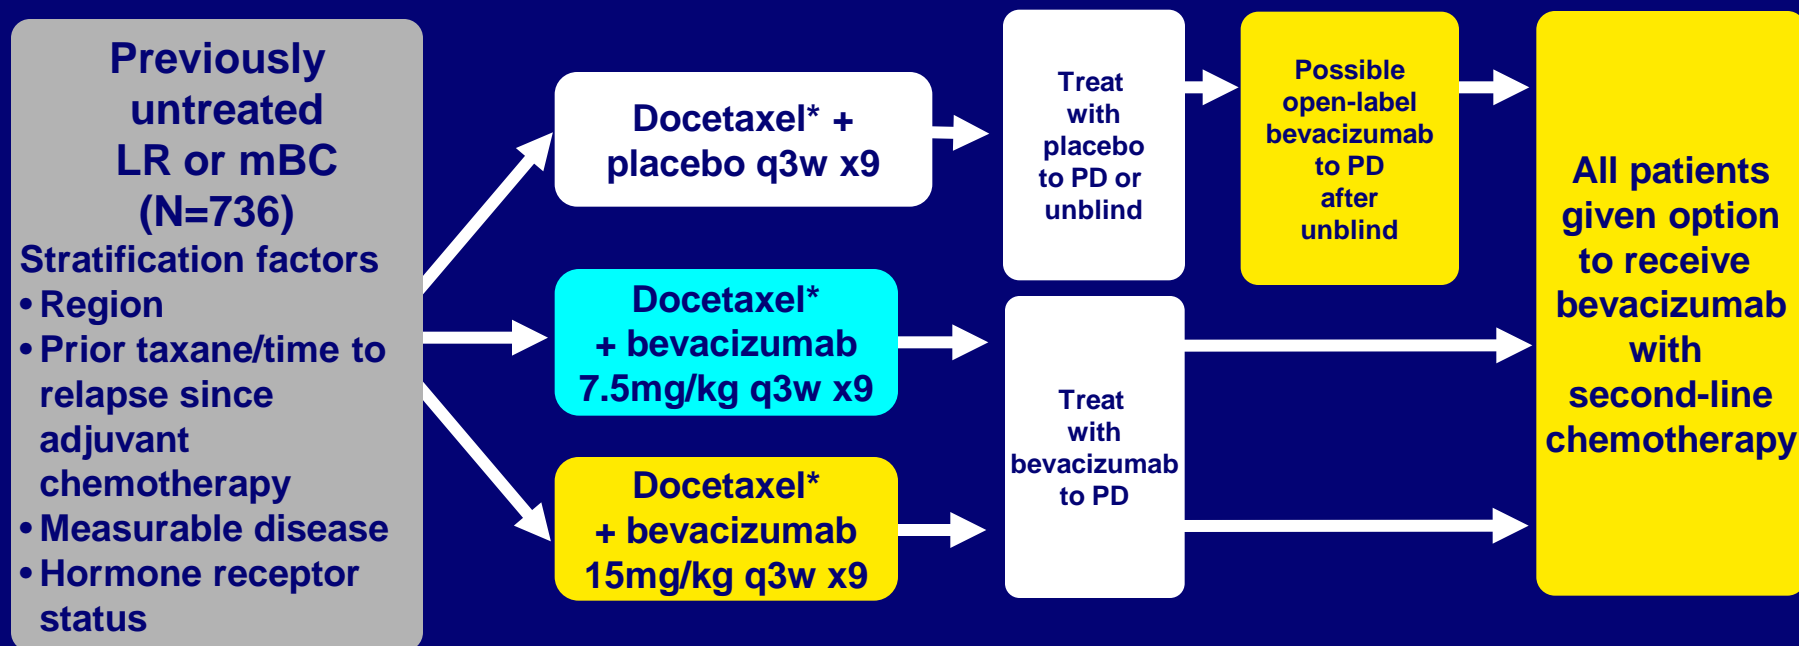 Previously
untreated
LR or mBC
(N=736)
Stratification factors
• Region
• Prior taxane/time to
relapse since
adjuvant
chemotherapy
• Measurable disease
• Hormone receptor
status
Docetaxel* +
placebo q3w x9
Docetaxel*
+ bevacizumab
7.5mg/kg q3w x9
Docetaxel*
+ bevacizumab
15mg/kg q3w x9
Treat
with
placebo
to PD or
unblind
Treat
with
bevacizumab
to PD
Possible
open-label
bevacizumab
to PD
after
unblind
All patients
given option
to receive
bevacizumab
with
second-line
chemotherapy